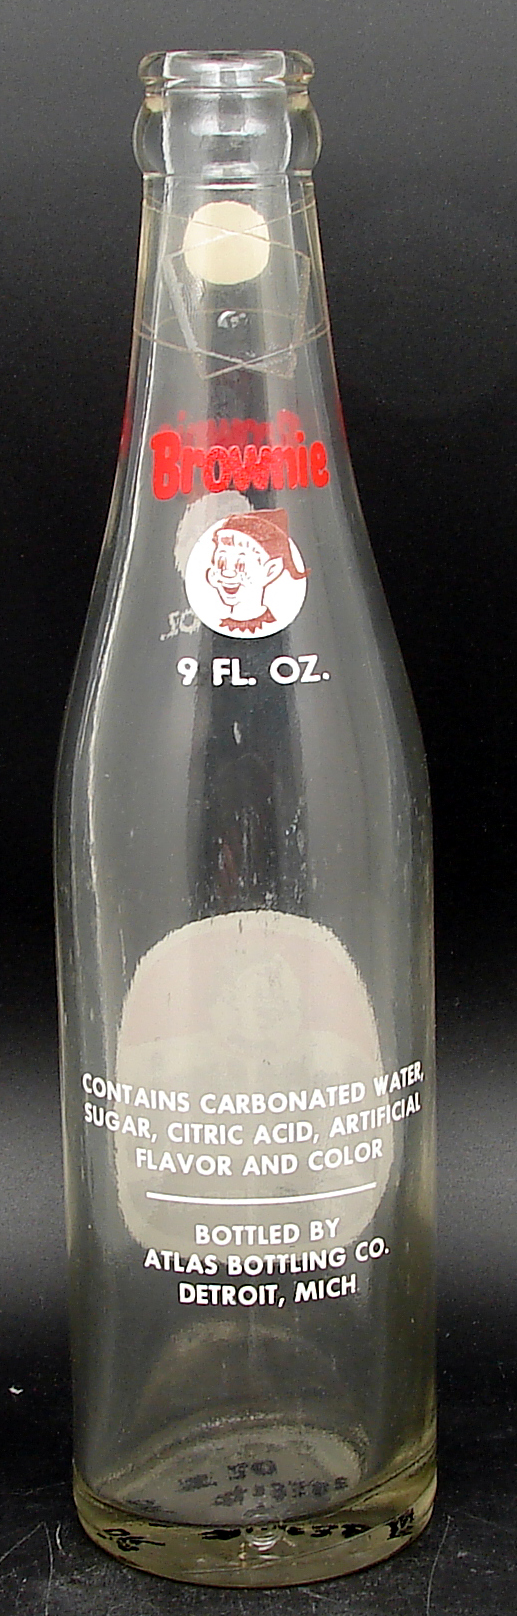 Brownie
9 FL. OZ.
CONTAINS CARBONATED WATER,
SUGAR, CITRIC ACID, ARTIFICIAL
FLAVOR AND COLOR
BOTTLED BY
ATLAS BOTTLING CO.
DETROIT, MICH